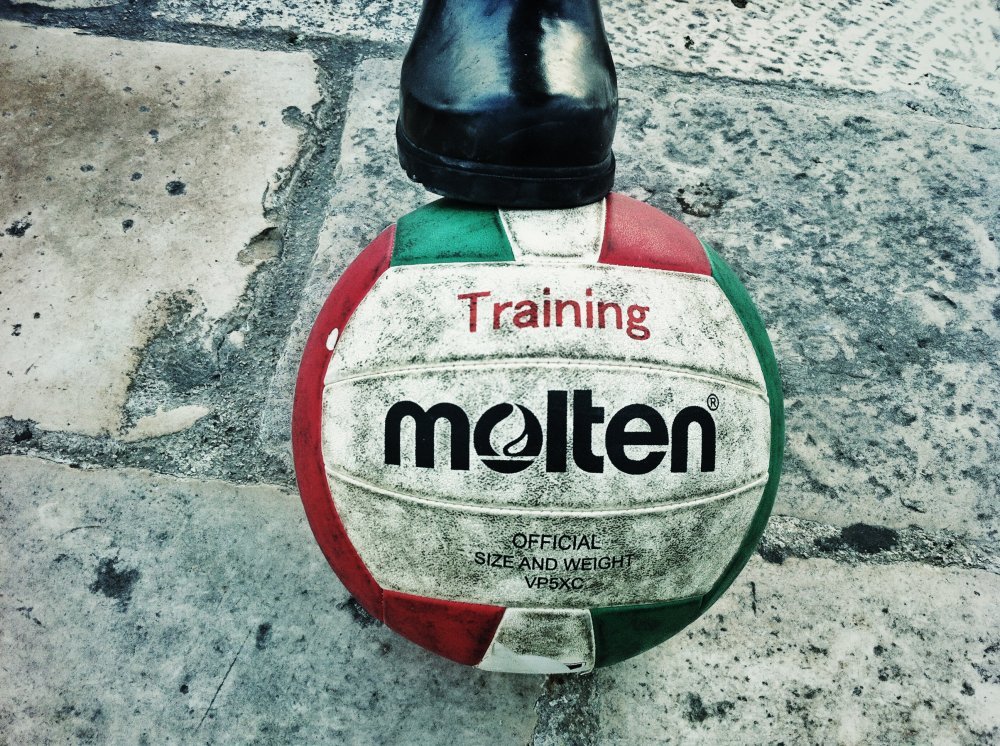 Training
molten®
OFFICIAL
SIZE AND WEIGHT
VP5XC